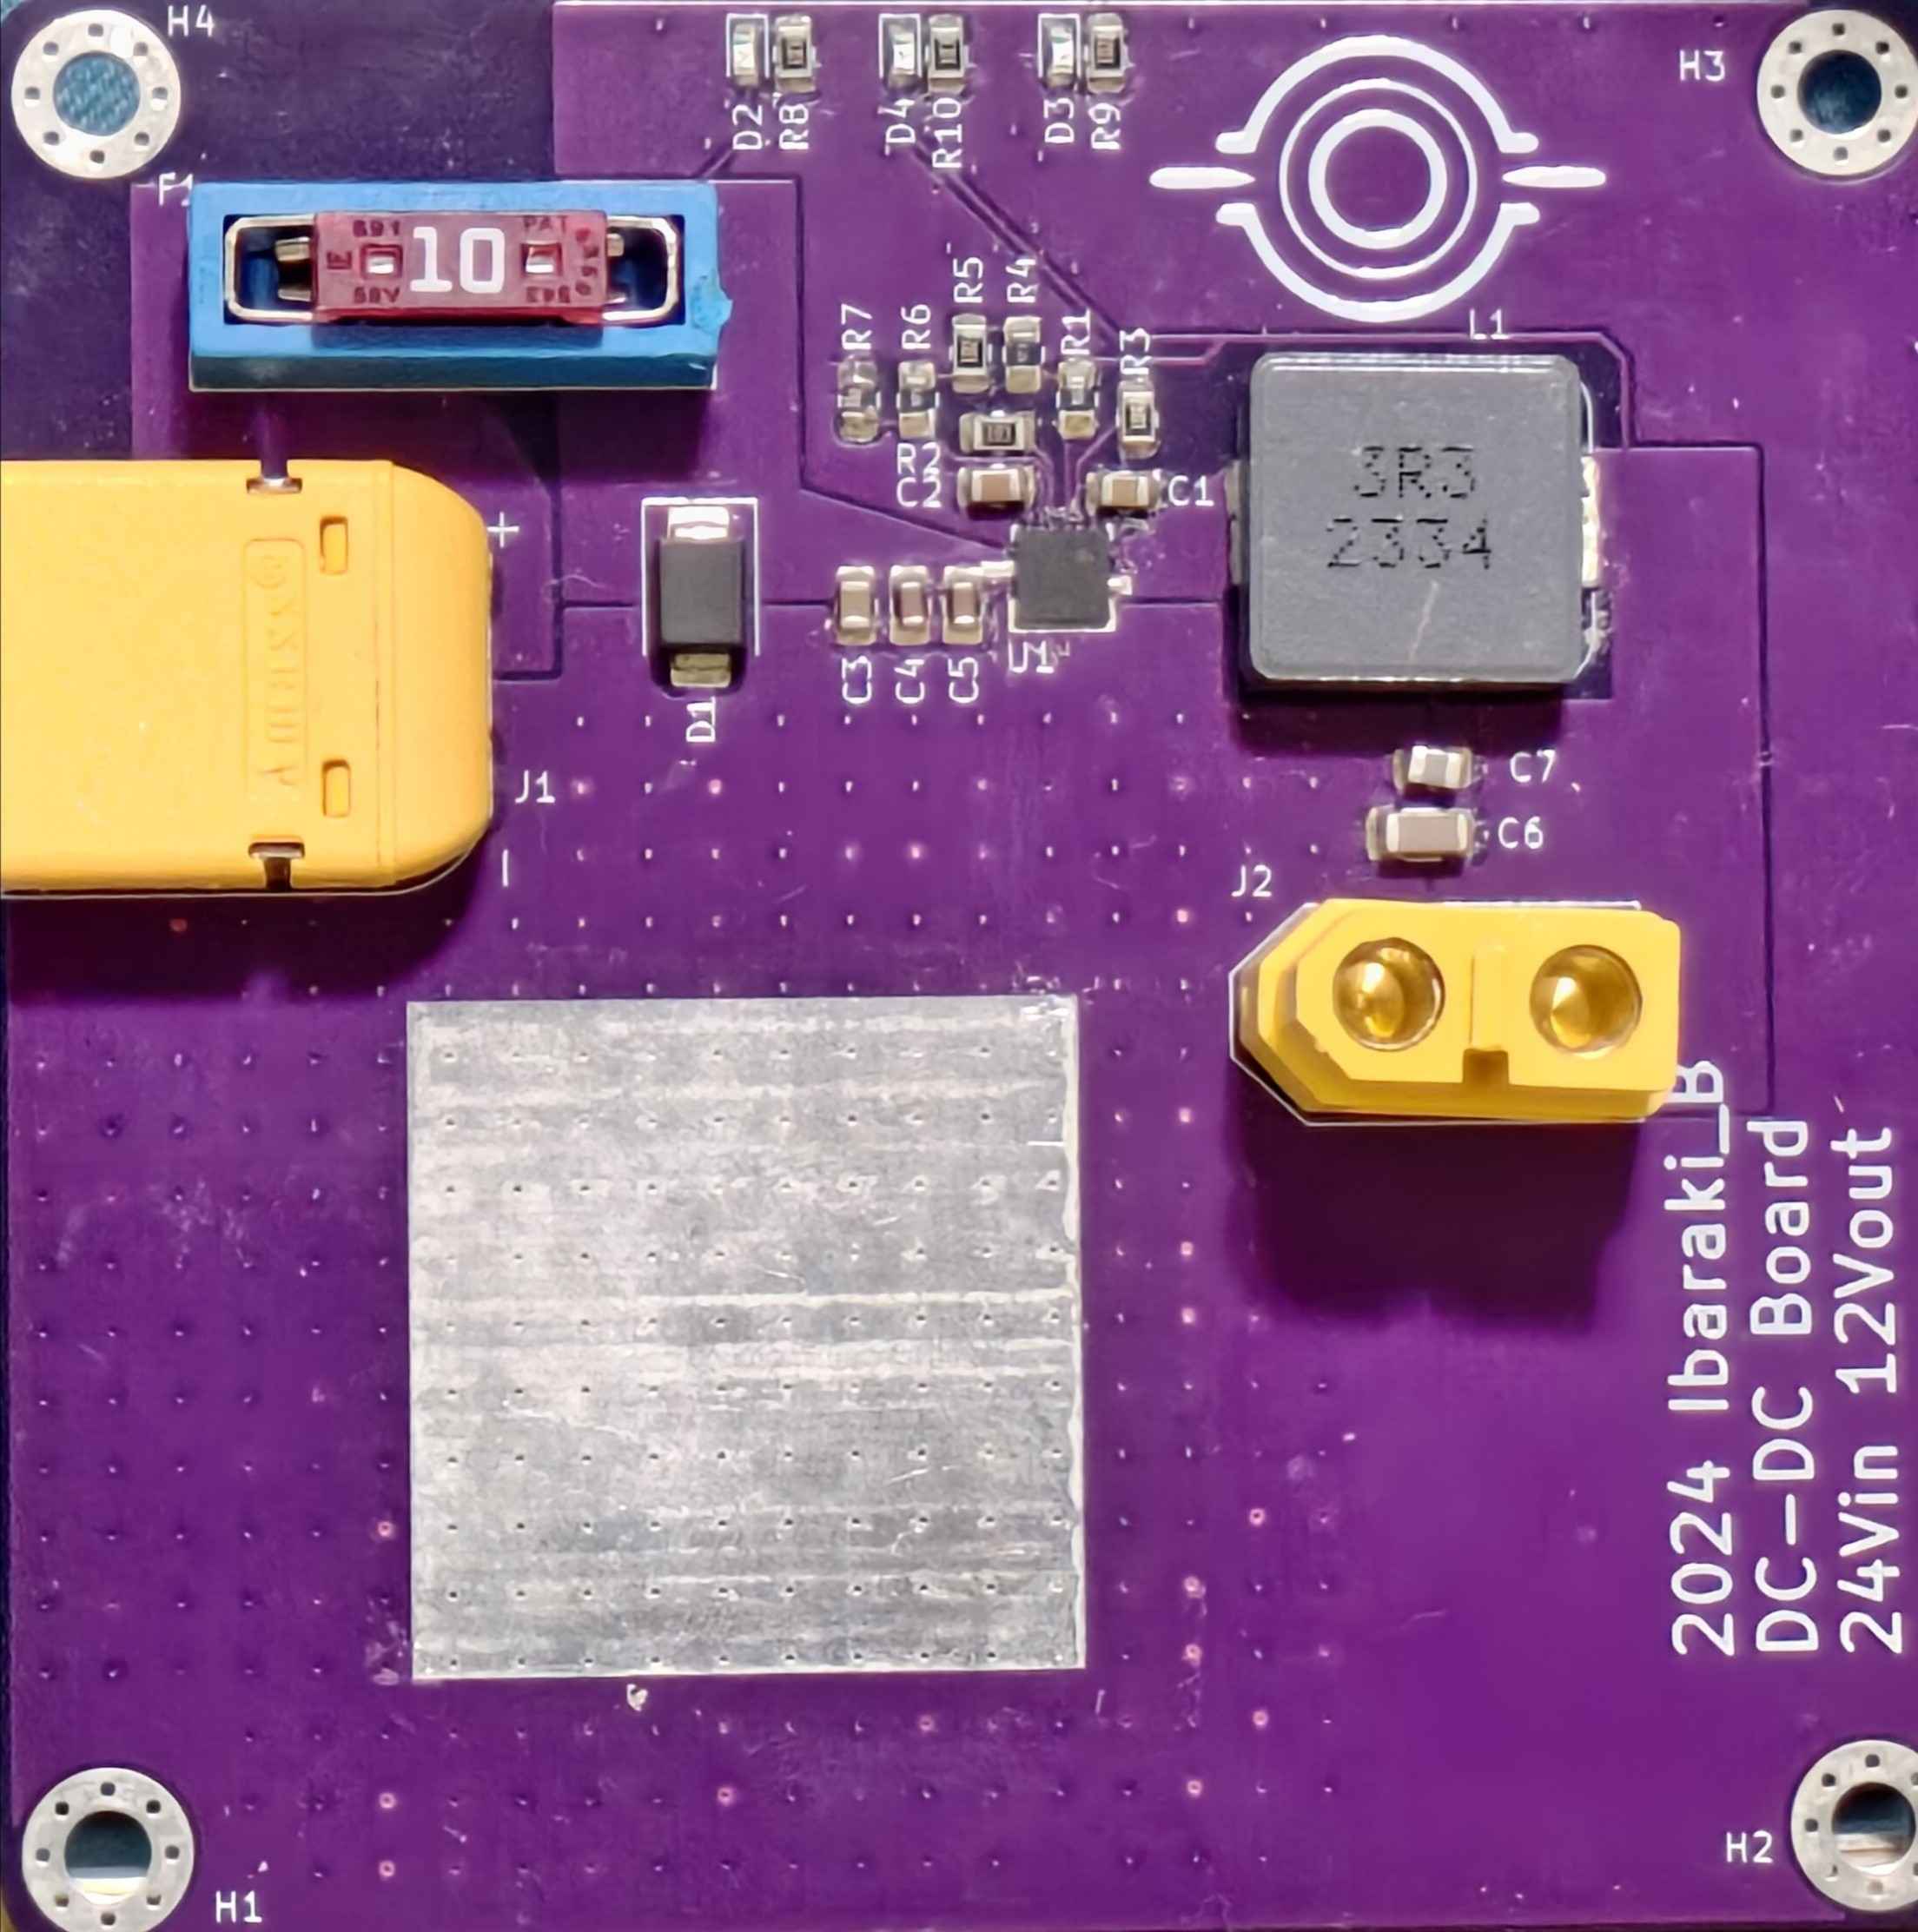 H4
H3
D2
R8
D4
R10
D3
R9
F1
10
R5
R4
R7
R6
R1
R3
L1
3R3
2334
R2
C2
C1
+
C3
C4
C5
U1
D1
J1
C7
C6
J2
2024 Ibaraki_B
DC-DC Board
24Vin 12Vout
H1
H2